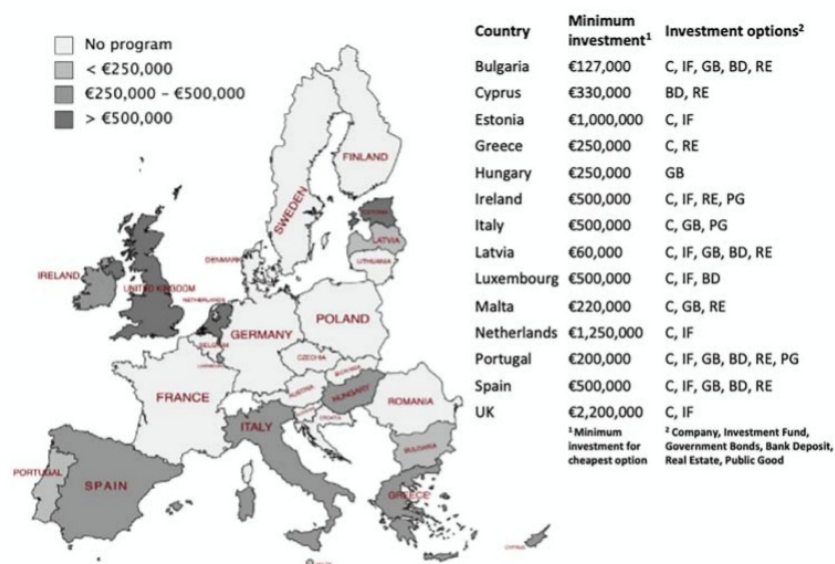 No program
< €250,000
€250,000 – €500,000
> €500,000
FINLAND
SWEDEN
ESTONIA
LATVIA
LITHUANIA
DENMARK
IRELAND
UNITED KINGDOM
NETHERLANDS
BELGIUM
GERMANY
POLAND
CZECHIA
FRANCE
AUSTRIA
HUNGARY
ROMANIA
ITALY
CROATIA
BULGARIA
PORTUGAL
SPAIN
GREECE
CYPRUS
Country Minimum investment¹ Investment options²
Bulgaria €127,000 C, IF, GB, BD, RE
Cyprus €330,000 BD, RE
Estonia €1,000,000 C, IF
Greece €250,000 C, RE
Hungary €250,000 GB
Ireland €500,000 C, IF, RE, PG
Italy €500,000 C, GB, PG
Latvia €60,000 C, IF, GB, BD, RE
Luxembourg €500,000 C, IF, BD
Malta €220,000 C, GB, RE
Netherlands €1,250,000 C, IF
Portugal €200,000 C, IF, GB, BD, RE, PG
Spain €500,000 C, IF, GB, BD, RE
UK €2,200,000 C, IF
¹ Minimum
investment for
cheapest option
² Company, Investment Fund,
Government Bonds, Bank Deposit,
Real Estate, Public Good